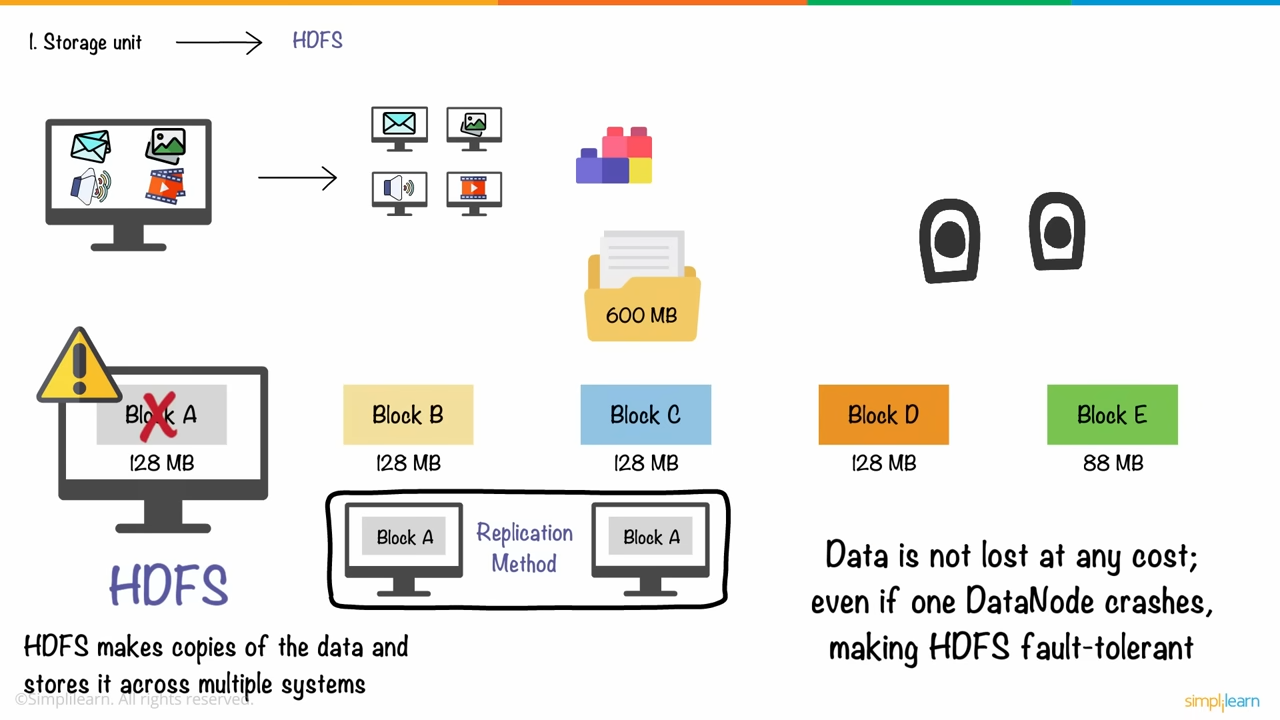 1. Storage unit
HDFS
600 MB
Block A
Block B
Block C
Block D
Block E
128 MB
128 MB
128 MB
128 MB
88 MB
Block A
Replication
Method
Block A
HDFS
HDFS makes copies of the data and
stores it across multiple systems
Data is not lost at any cost;
even if one DataNode crashes,
making HDFS fault-tolerant
©Simplilearn. All rights reserved.
simplilearn